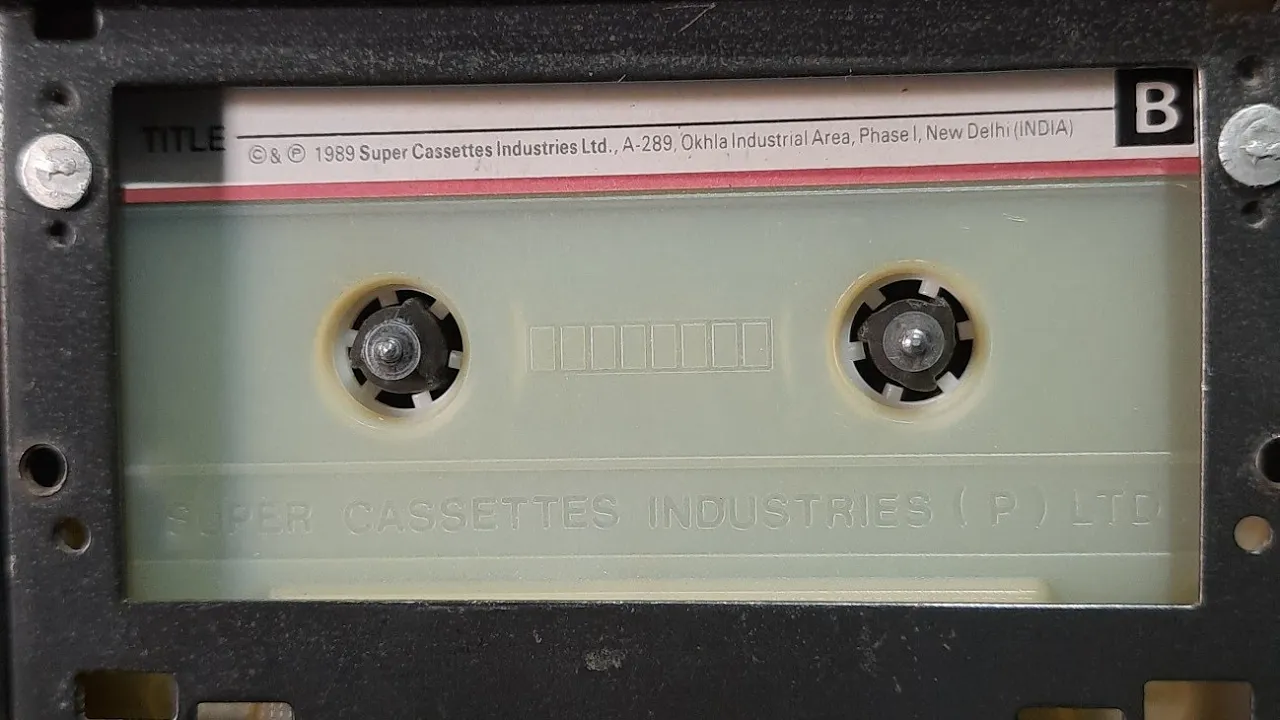 B
TITLE
© & ℗ 1989 Super Cassettes Industries Ltd., A-289, Okhla Industrial Area, Phase I, New Delhi (INDIA)
SUPER CASSETTES INDUSTRIES ( P ) LTD